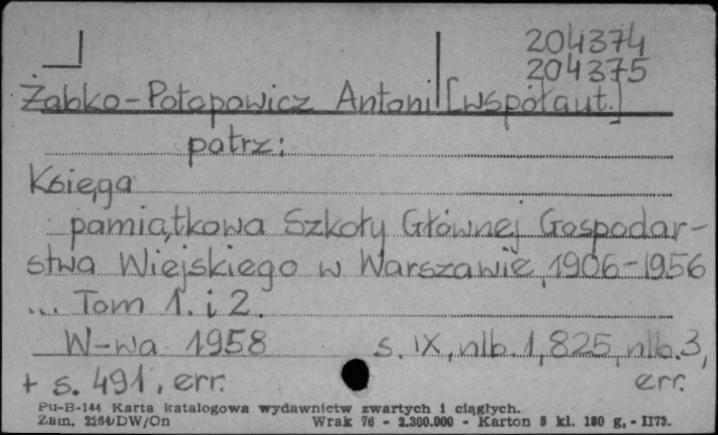 204374
204375
Żabko-Potopowicz Antoni [współaut.]
patrz:
Księga
pamiątkowa Szkoły Głównej Gospodar-
stwa Wiejskiego w Warszawie, 1906-1956
... Tom 1. i 2.
W-wa 1958 s. IX, nlb. 1, 825, nlb. 3,
+ s. 491, err. err.
Pu-B-144 Karta katalogowa wydawnictw zwartych i ciągłych.
Zam. 2264/DW/On Wrak 76 - 2.300.000 - Karton 5 kl. 180 g. - II73.